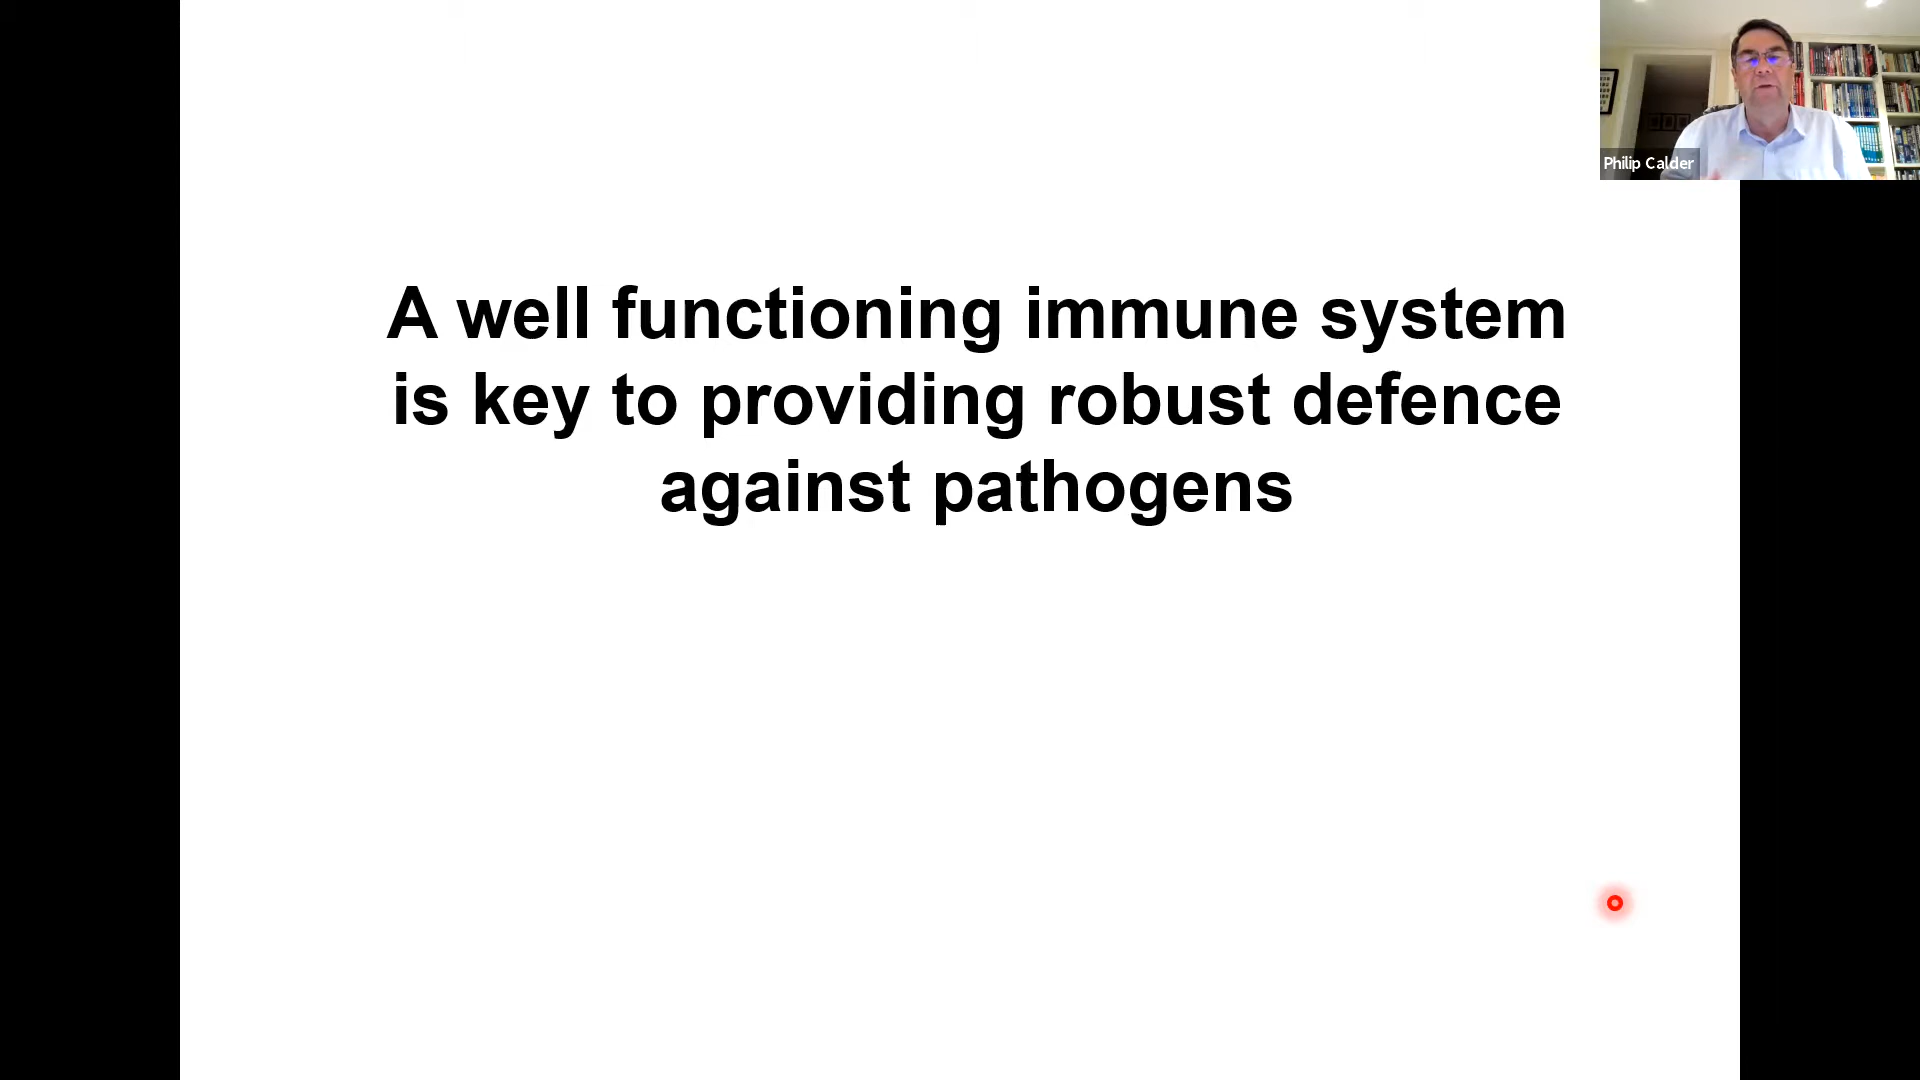 A well functioning immune system
is key to providing robust defence
against pathogens
Philip Calder